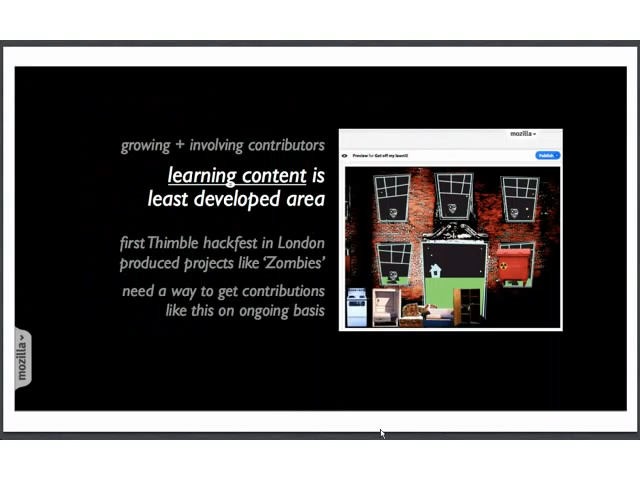 growing + involving contributors
learning content is
least developed area
first Thimble hackfest in London
produced projects like 'Zombies'
need a way to get contributions
like this on ongoing basis
mozilla
Preview for Get off my lawn!!!
Publish
mozilla